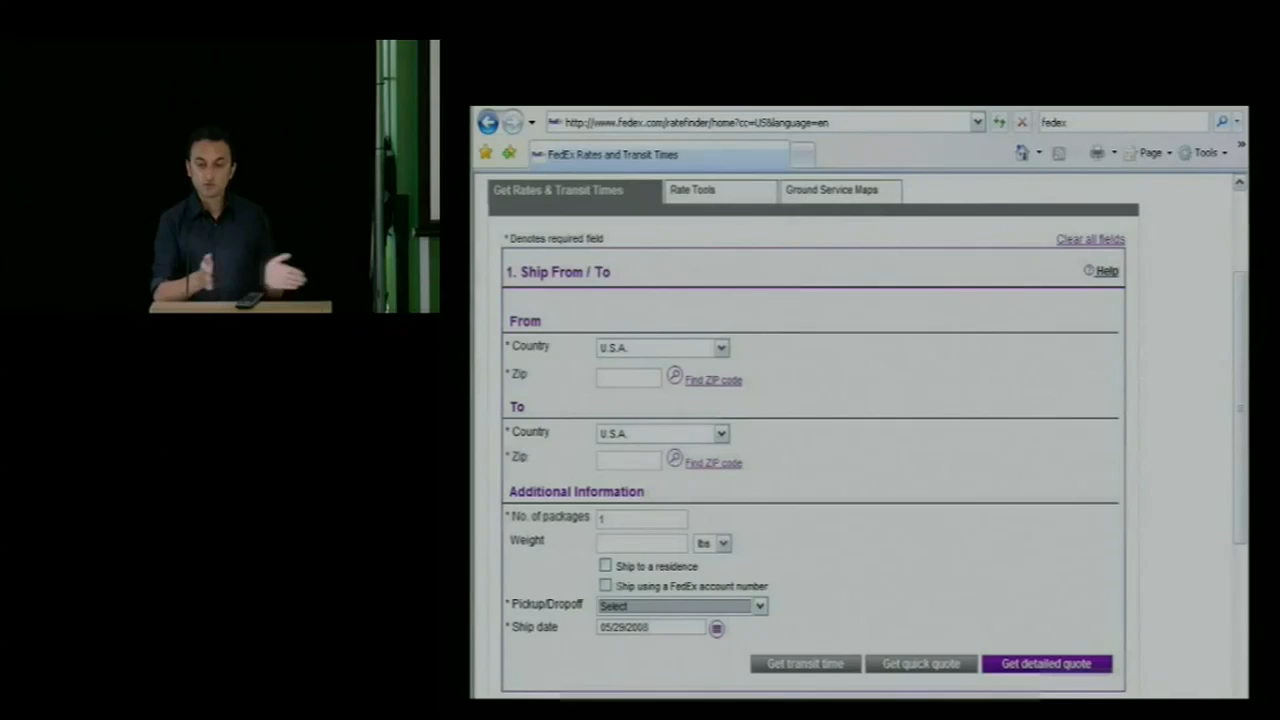 http://www.fedex.com/ratefinder/home?cc=US&language=en fedex
FedEx Rates and Transit Times Page Tools
Get Rates & Transit Times Rate Tools Ground Service Maps
* Denotes required field Clear all fields
1. Ship From / To Help
From
* Country U.S.A.
* Zip Find ZIP code
To
* Country U.S.A.
* Zip Find ZIP code
Additional Information
* No. of packages 1
Weight lbs
Ship to a residence
Ship using a FedEx account number
* Pickup/Dropoff Select
* Ship date 05/29/2008
Get transit time Get quick quote Get detailed quote